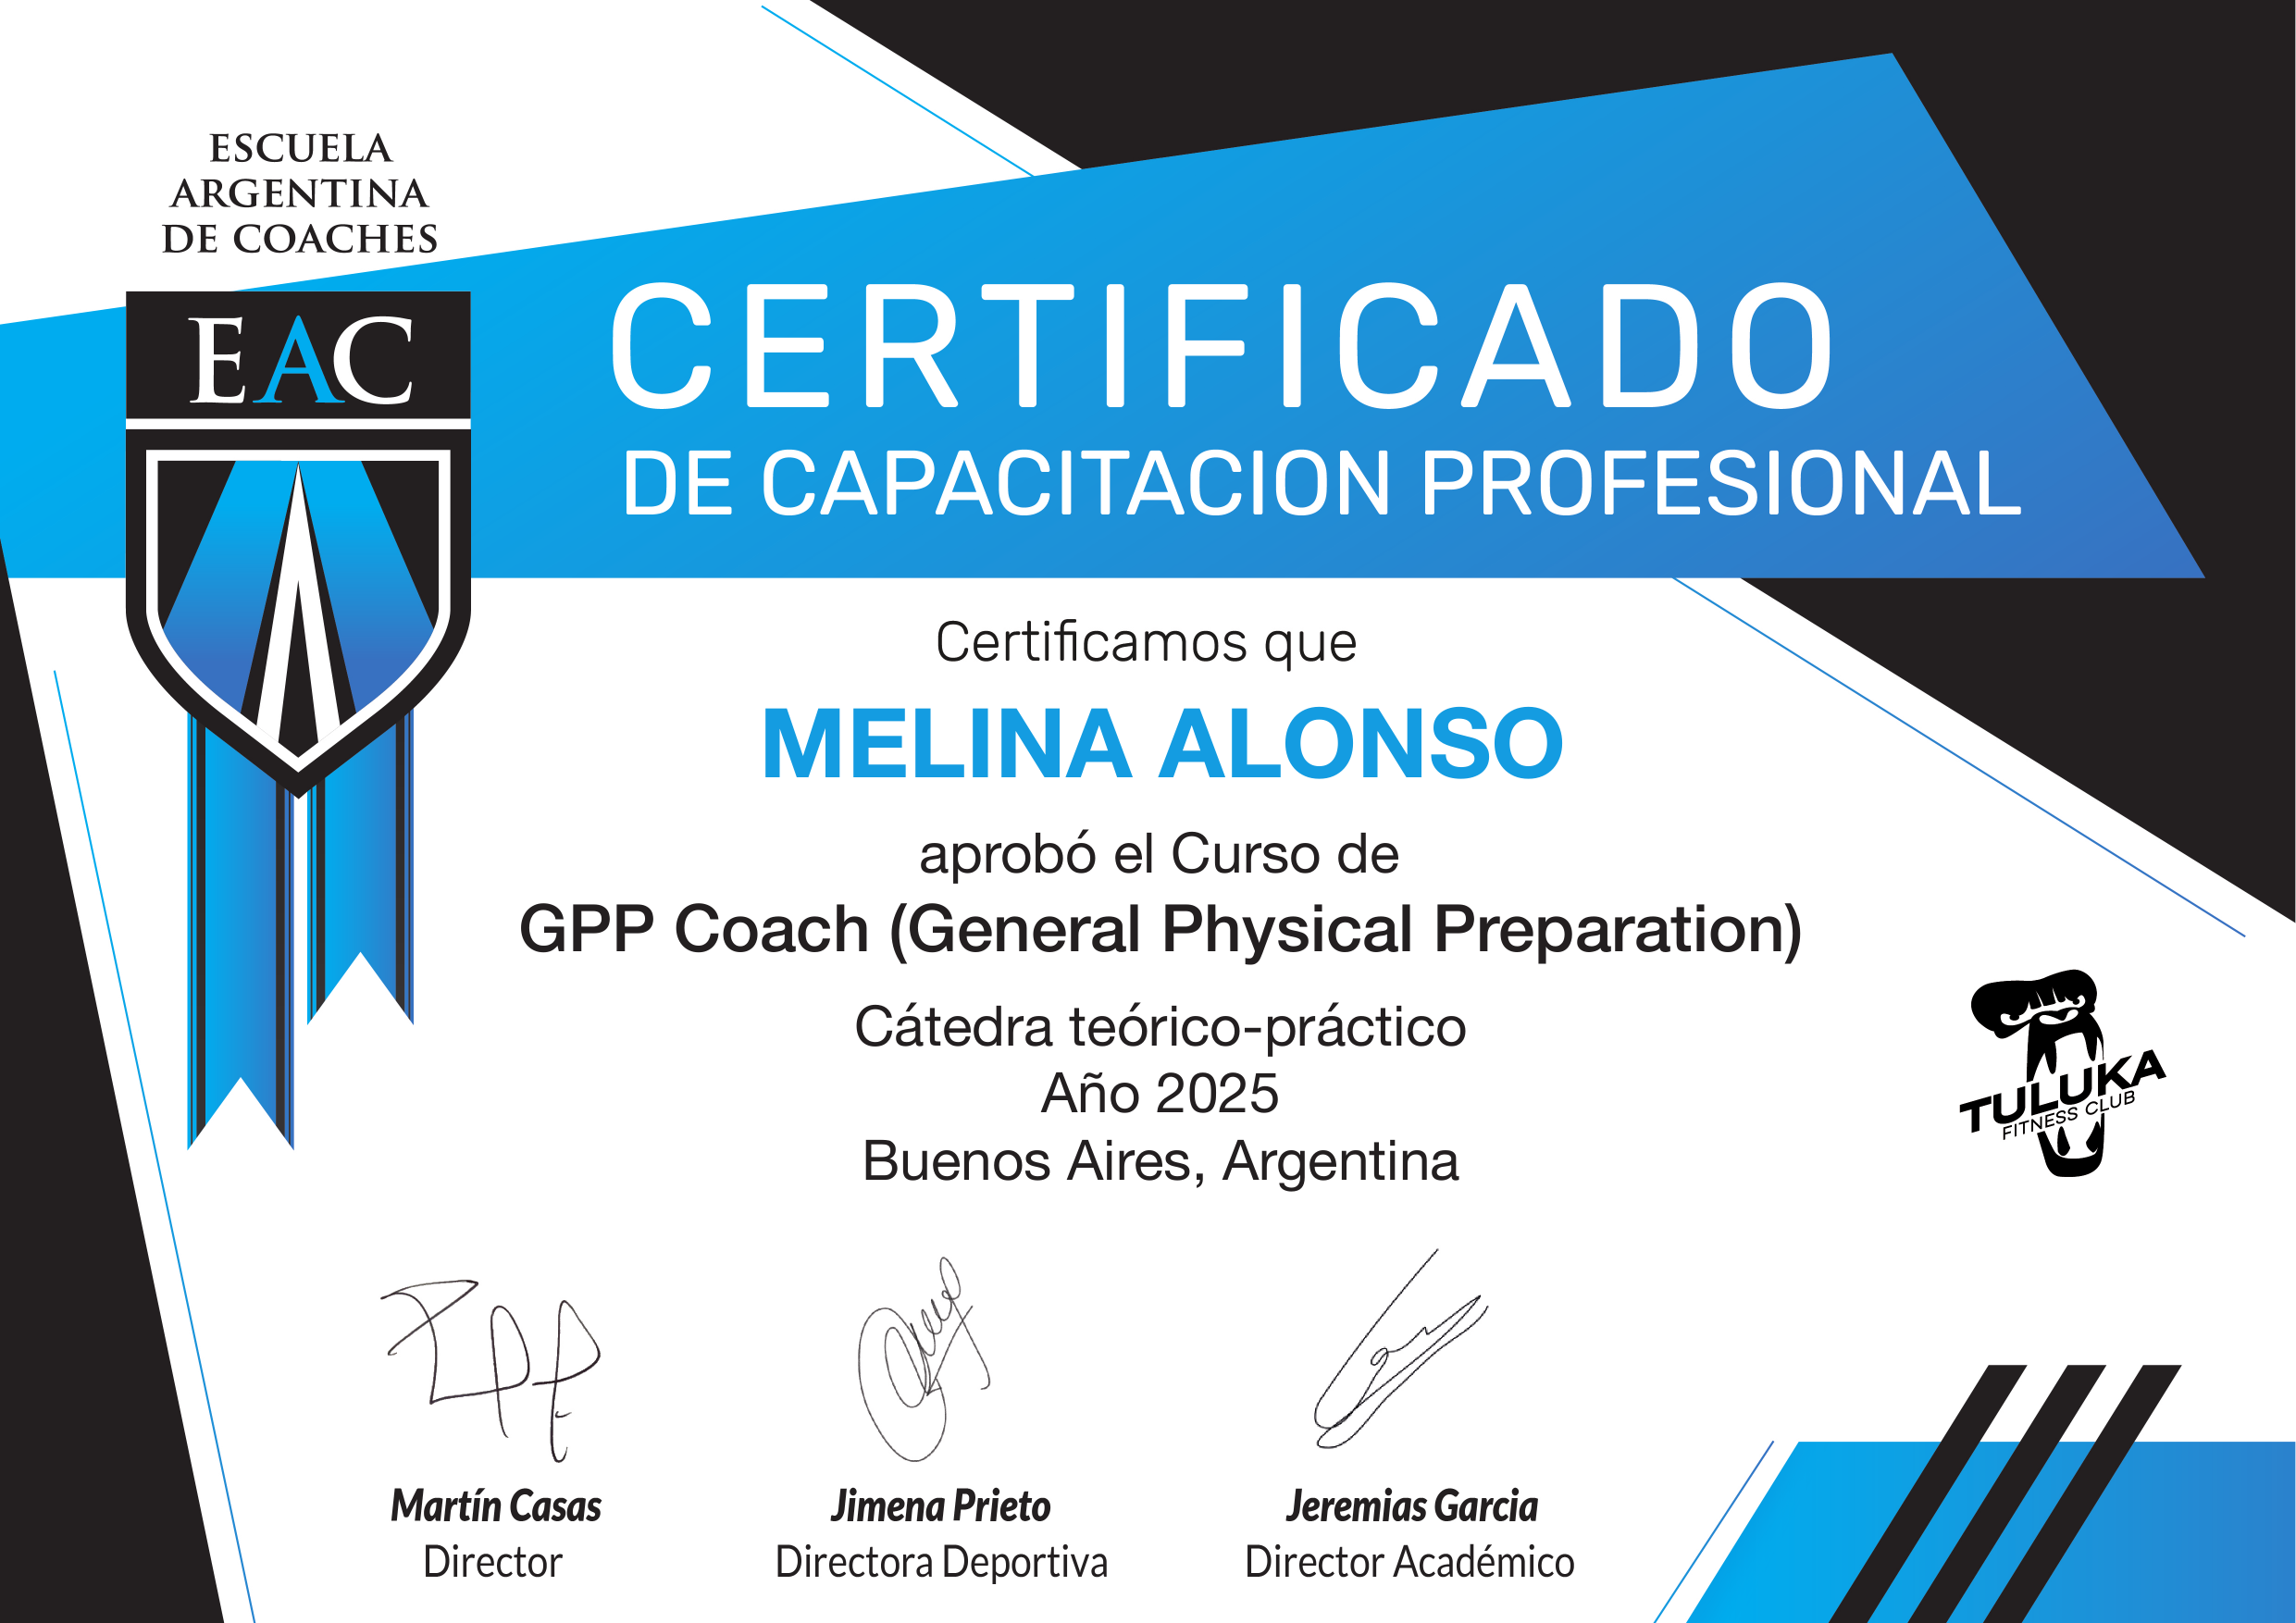 ESCUELA
ARGENTINA
DE COACHES
EAC
CERTIFICADO
DE CAPACITACION PROFESIONAL
Certificamos que
MELINA ALONSO
aprobó el Curso de
GPP Coach (General Physical Preparation)
Cátedra teórico-práctico
Año 2025
Buenos Aires, Argentina
TULUKA
FITNESS CLUB
Martín Casas
Director
Jimena Prieto
Directora Deportiva
Jeremias Garcia
Director Académico